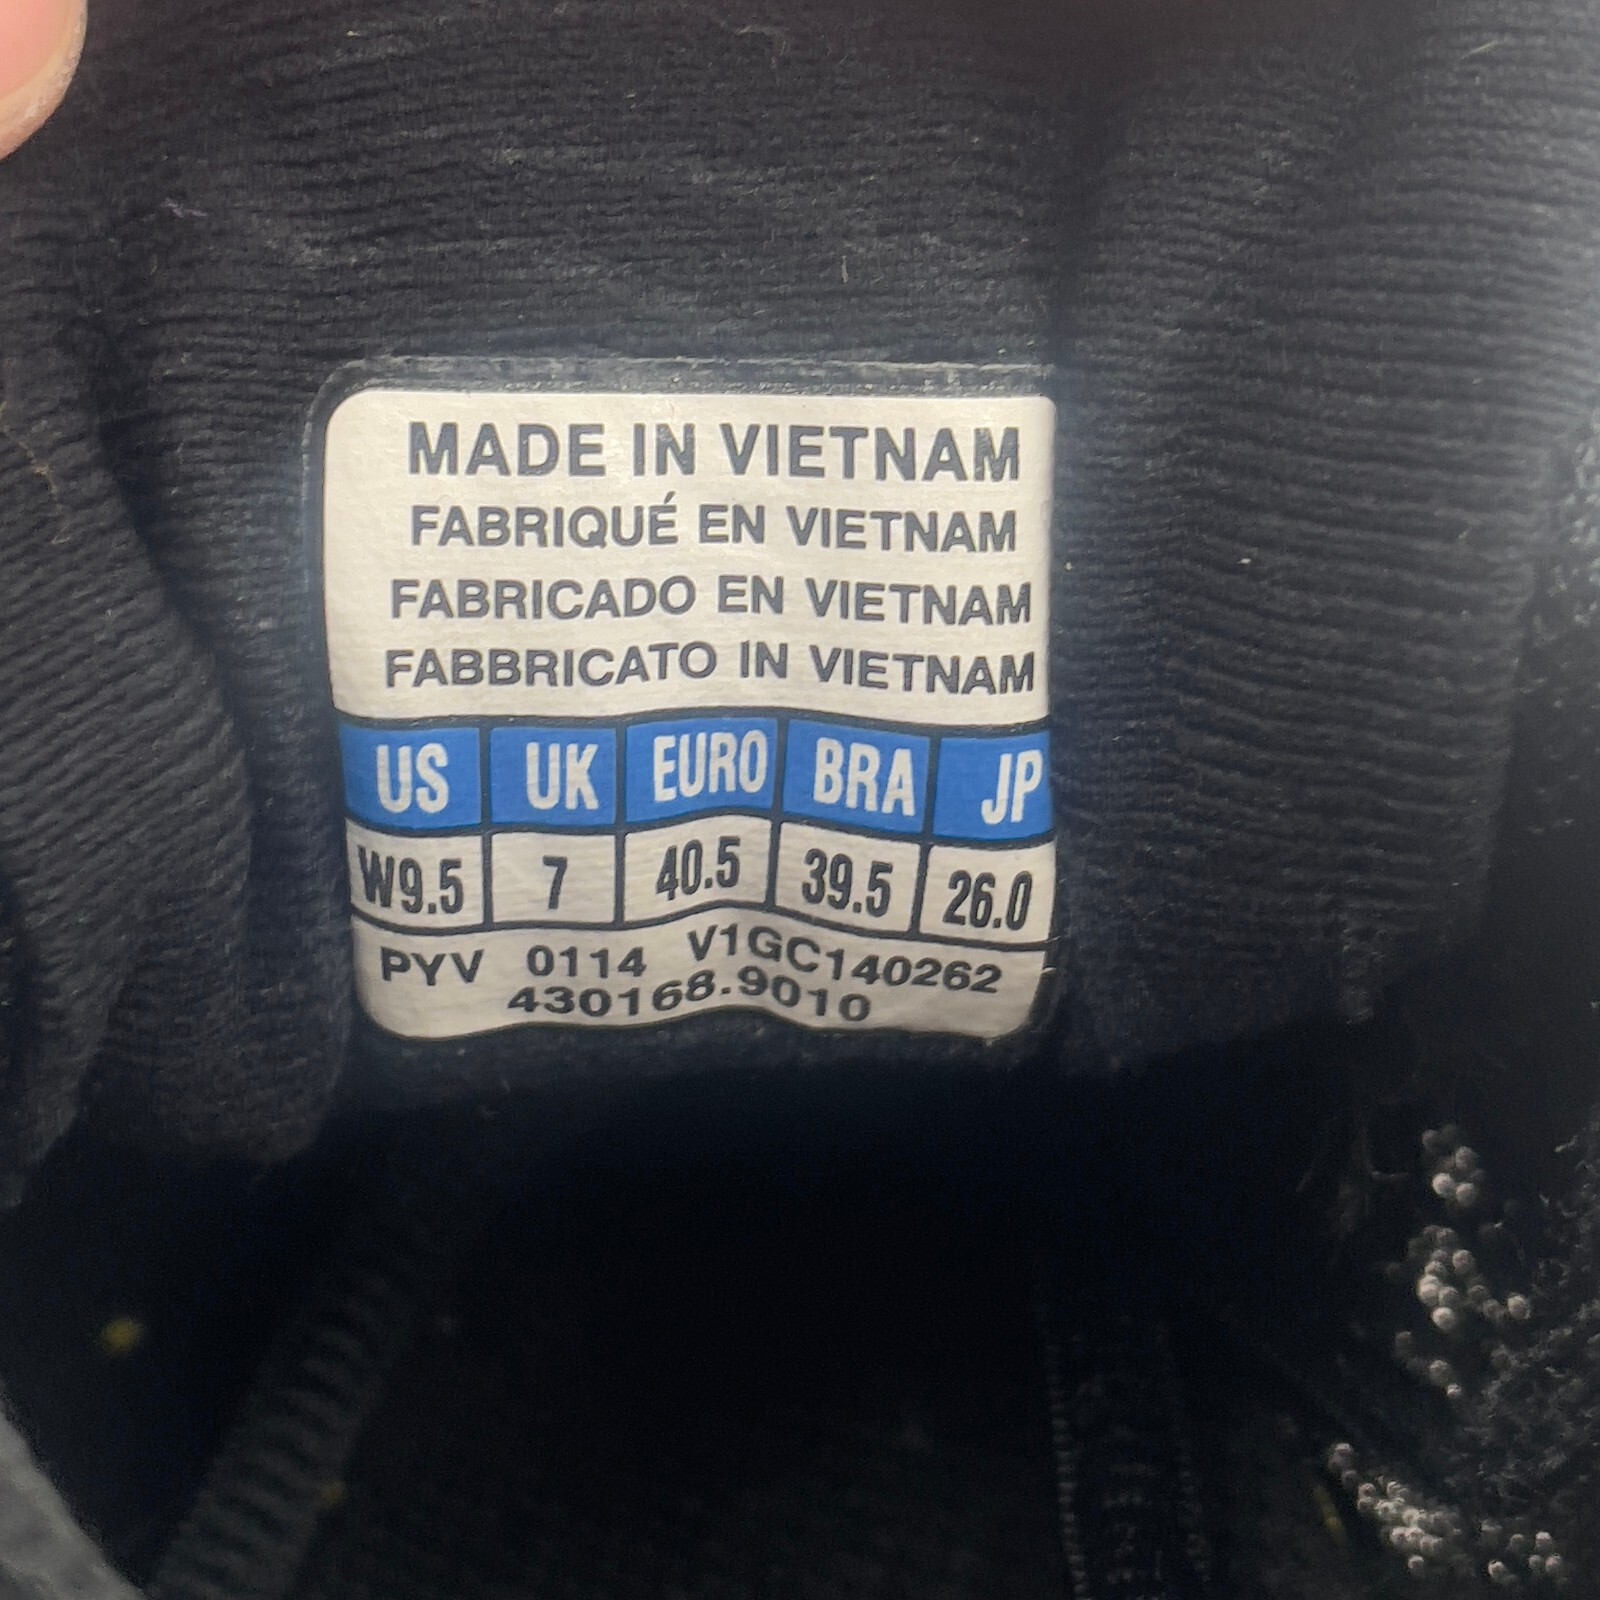 MADE IN VIETNAM
FABRIQUÉ EN VIETNAM
FABRICADO EN VIETNAM
FABBRICATO IN VIETNAM
US UK EURO BRA JP
W9.5 7 40.5 39.5 26.0
PYV 0114 V1GC140262
430168.9010